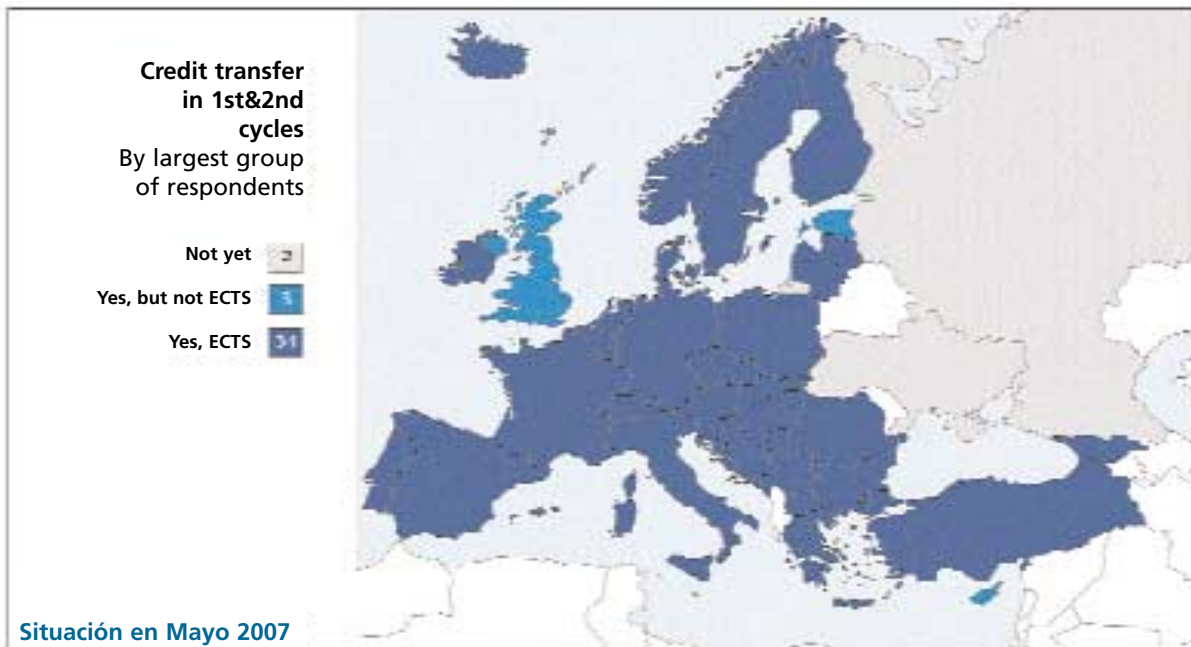 Credit transfer
in 1st&2nd
cycles
By largest group
of respondents
Not yet 2
Yes, but not ECTS
Yes, ECTS 31
Situación en Mayo 2007